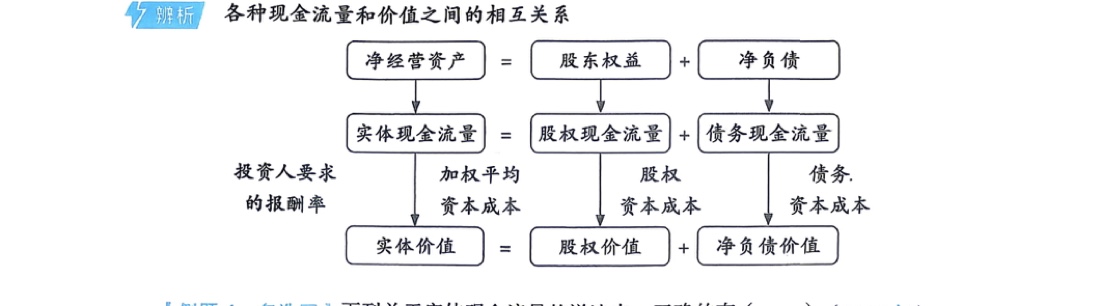 辨析 各种现金流量和价值之间的相互关系
净经营资产 = 股东权益 + 净负债
实体现金流量 = 股权现金流量 + 债务现金流量
投资人要求 加权平均 股权 债务
的报酬率 资本成本 资本成本 资本成本
实体价值 = 股权价值 + 净负债价值